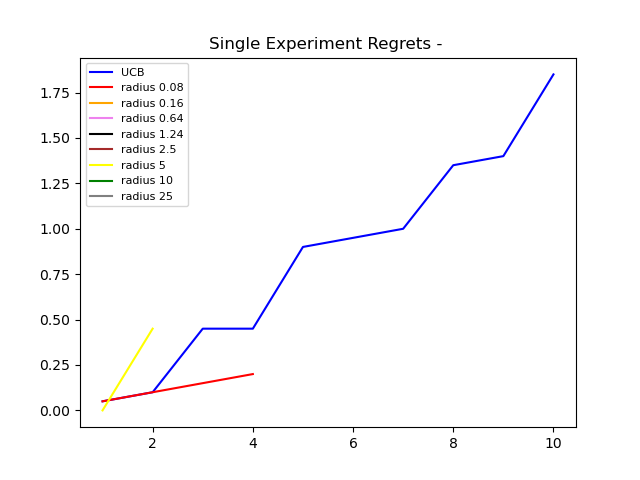 Single Experiment Regrets -
UCB
radius 0.08
radius 0.16
radius 0.64
radius 1.24
radius 2.5
radius 5
radius 10
radius 25
1.75
1.50
1.25
1.00
0.75
0.50
0.25
0.00
2 4 6 8 10